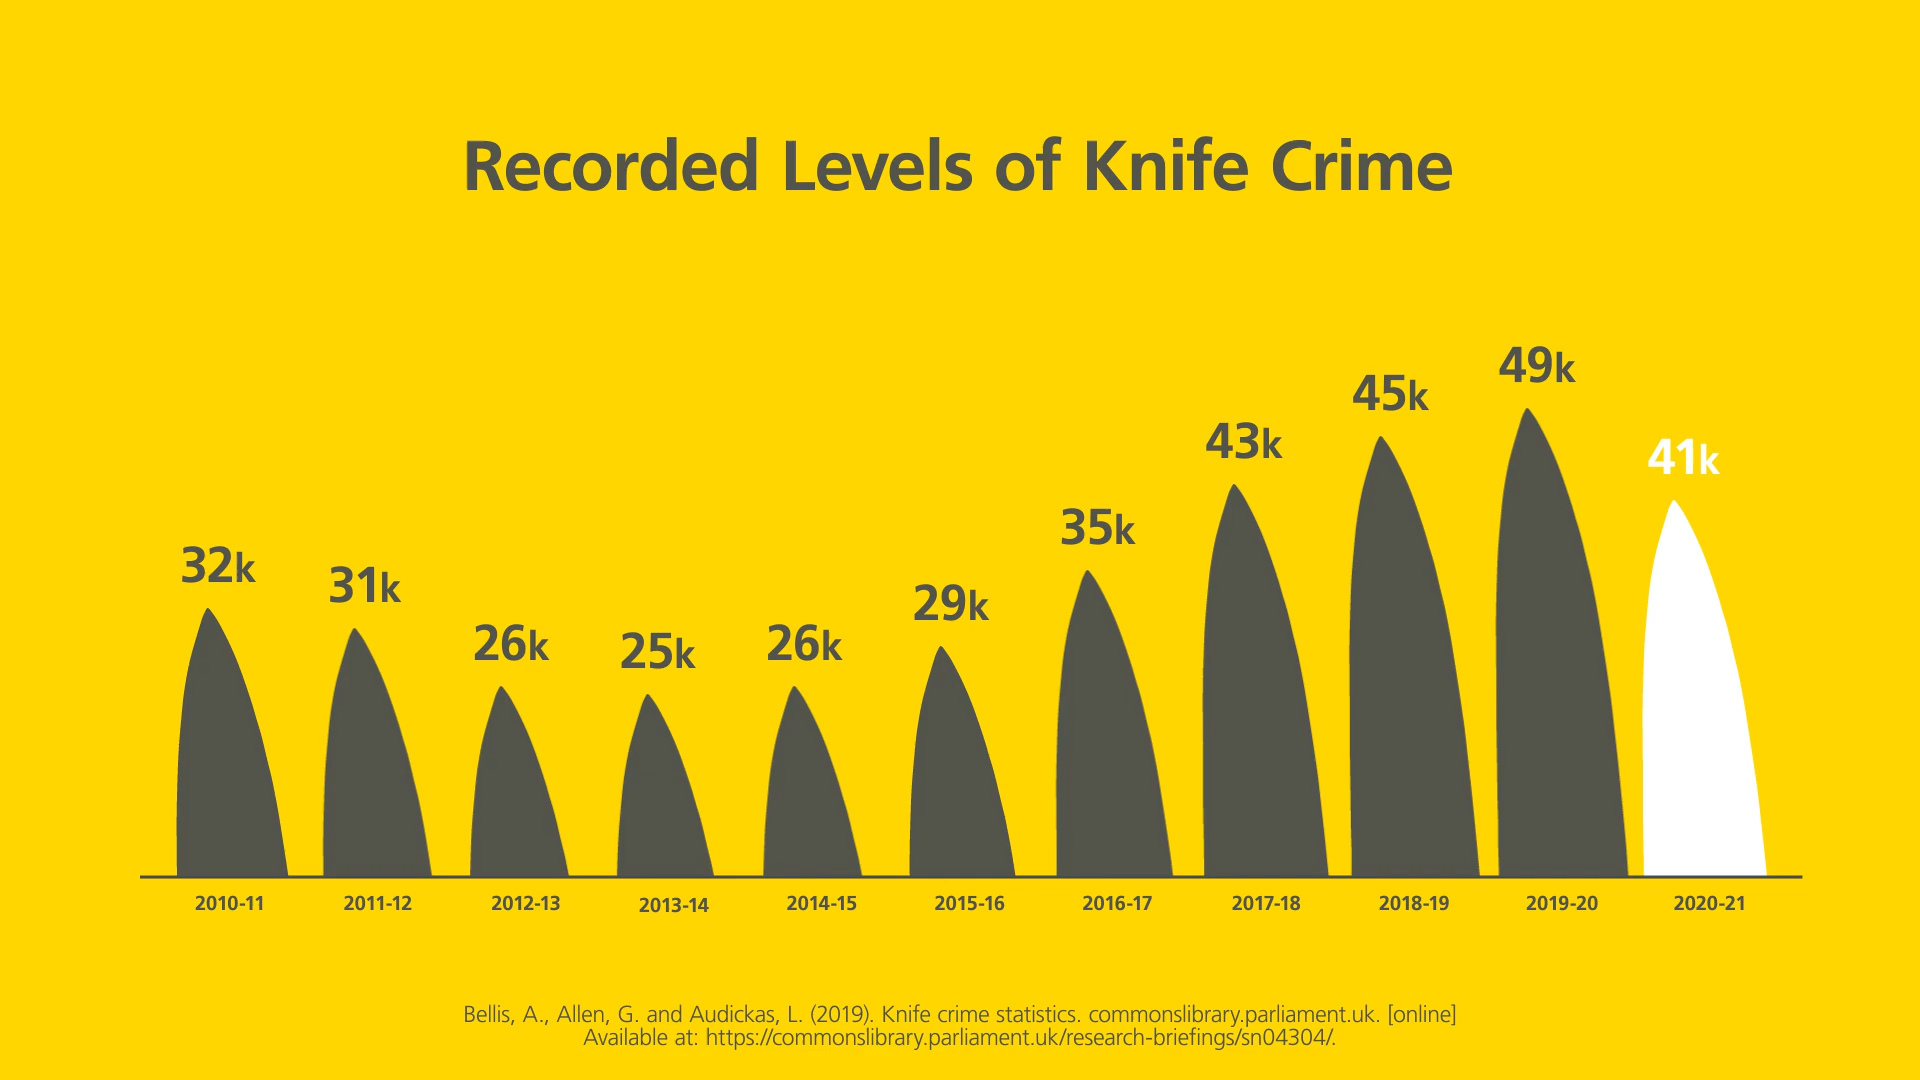 Recorded Levels of Knife Crime
32k
31k
26k
25k
26k
29k
35k
43k
45k
49k
41k
2010-11
2011-12
2012-13
2013-14
2014-15
2015-16
2016-17
2017-18
2018-19
2019-20
2020-21
Bellis, A., Allen, G. and Audickas, L. (2019). Knife crime statistics. commonslibrary.parliament.uk. [online]
Available at: https://commonslibrary.parliament.uk/research-briefings/sn04304/.